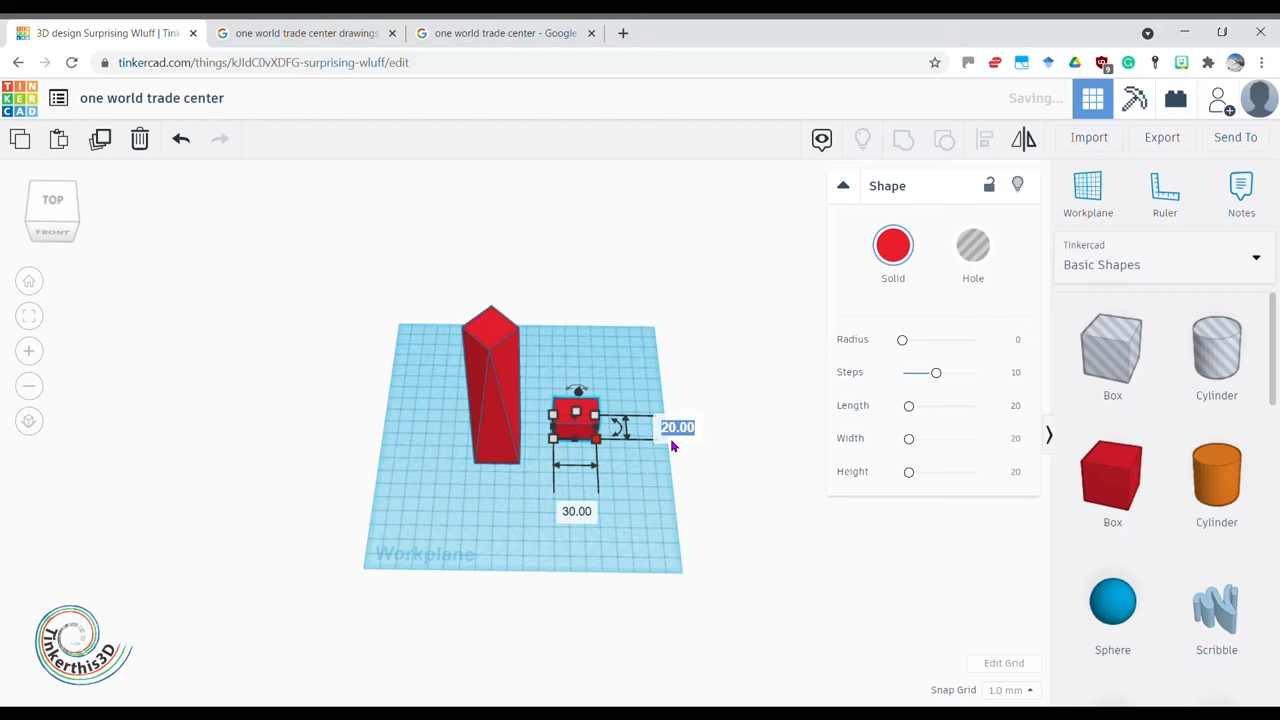 3D design Surprising Wluff | Tink
one world trade center drawings
one world trade center - Google
tinkercad.com/things/kJIdC0vXDFG-surprising-wluff/edit
9
TIN
KER
CAD
one world trade center
Saving...
Import
Export
Send To
TOP
FRONT
Shape
Solid
Hole
Radius 0
Steps 10
Length 20
Width 20
Height 20
Workplane
Ruler
Notes
Tinkercad
Basic Shapes
Box
Cylinder
Box
Cylinder
Sphere
Scribble
20.00
30.00
Workplane
Tinkerthis3D
Edit Grid
Snap Grid 1.0 mm